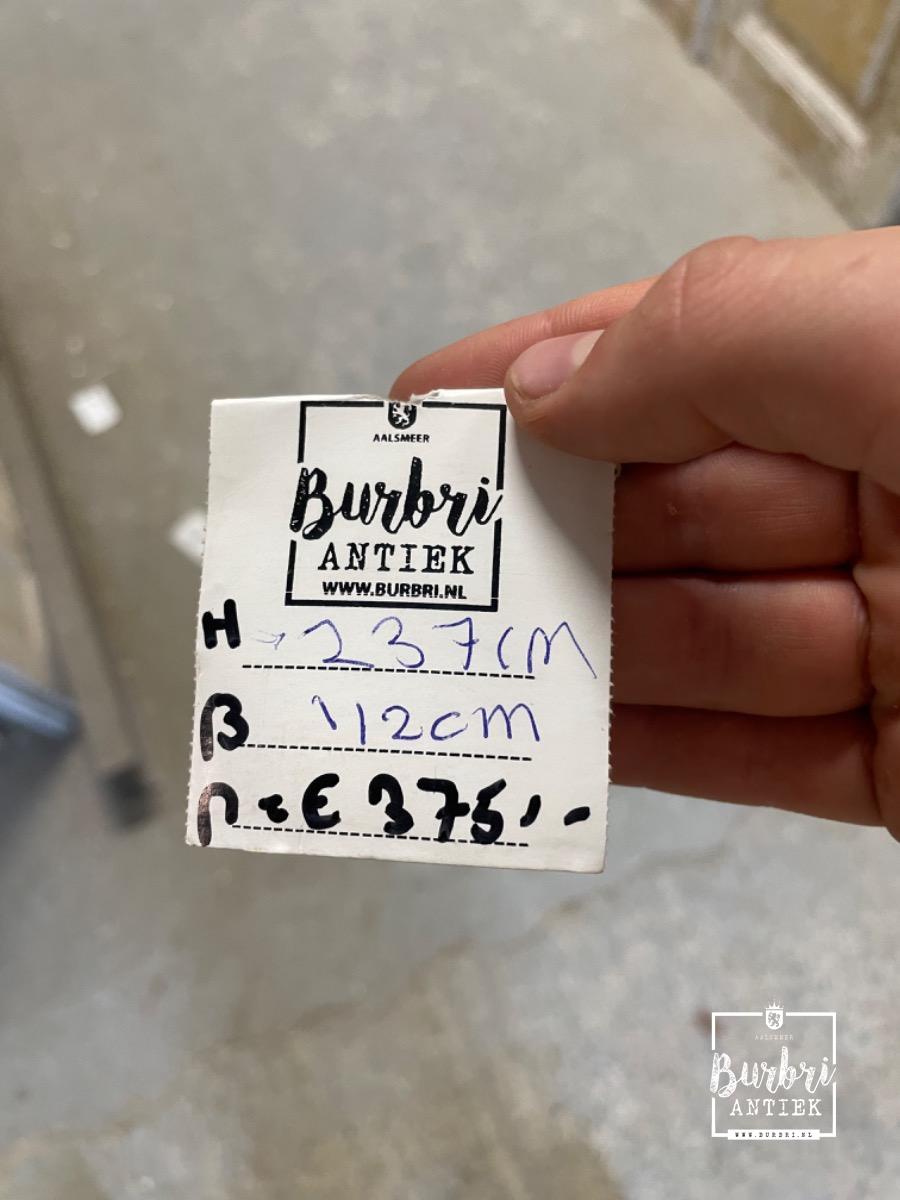 AALSMEER
Burbri
ANTIEK
WWW.BURBRI.NL
H → 237CM
B 112cm
€ 375,-
AALSMEER
Burbri
ANTIEK
WWW.BURBRI.NL